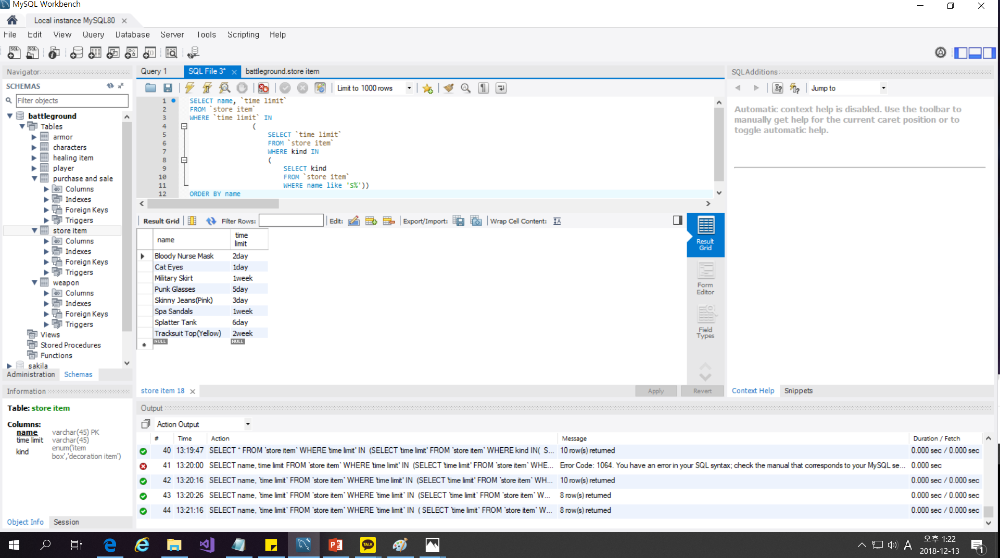 MySQL Workbench
Local instance MySQL80
File Edit View Query Database Server Tools Scripting Help
Navigator
SCHEMAS
Filter objects
battleground
Tables
armor
characters
healing item
player
purchase and sale
Columns
Indexes
Foreign Keys
Triggers
store item
Columns
Indexes
Foreign Keys
Triggers
weapon
Columns
Indexes
Foreign Keys
Triggers
Views
Stored Procedures
Functions
sakila
Administration Schemas
Information
Table: store item
Columns:
name varchar(45) PK
time limit varchar(45)
kind enum('item
box','decoration item')
Object Info Session
Query 1 SQL File 3* battleground.store item
Limit to 1000 rows
1 SELECT name, `time limit`
2 FROM `store item`
3 WHERE `time limit` IN
4 (
5 SELECT `time limit`
6 FROM `store item`
7 WHERE kind IN
8 (
9 SELECT kind
10 FROM `store item`
11 WHERE name like 'S%'))
12 ORDER BY name
Result Grid Filter Rows: Edit: Export/Import: Wrap Cell Content:
name time
limit
Bloody Nurse Mask 2day
Cat Eyes 1day
Military Skirt 1week
Punk Glasses 5day
Skinny Jeans(Pink) 3day
Spa Sandals 1week
Splatter Tank 6day
Tracksuit Top(Yellow) 2week
NULL NULL
Result
Grid
Form
Editor
Field
Types
store item 18
Apply Revert
SQLAdditions
Jump to
Automatic context help is disabled. Use the toolbar to
manually get help for the current caret position or to
toggle automatic help.
Context Help Snippets
Output
Action Output
# Time Action Message Duration / Fetch
40 13:19:47 SELECT * FROM `store item` WHERE `time limit` IN (SELECT `time limit` FROM `store item` WHERE kind IN( S... 10 row(s) returned 0.000 sec / 0.000 sec
41 13:20:00 SELECT name, time limit FROM `store item` WHERE `time limit` IN (SELECT `time limit` FROM `store item` WHE... Error Code: 1064. You have an error in your SQL syntax; check the manual that corresponds to your MySQL se... 0.000 sec
42 13:20:16 SELECT name, `time limit` FROM `store item` WHERE `time limit` IN (SELECT `time limit` FROM `store item` WH... 10 row(s) returned 0.000 sec / 0.000 sec
43 13:20:26 SELECT name, `time limit` FROM `store item` WHERE `time limit` IN (SELECT `time limit` FROM `store item` W... 8 row(s) returned 0.000 sec / 0.000 sec
44 13:21:16 SELECT name, `time limit` FROM `store item` WHERE `time limit` IN ( SELECT `time limit` FROM `store item` W... 8 row(s) returned 0.000 sec / 0.000 sec
TALK
A
오후 1:22
2018-12-13
1